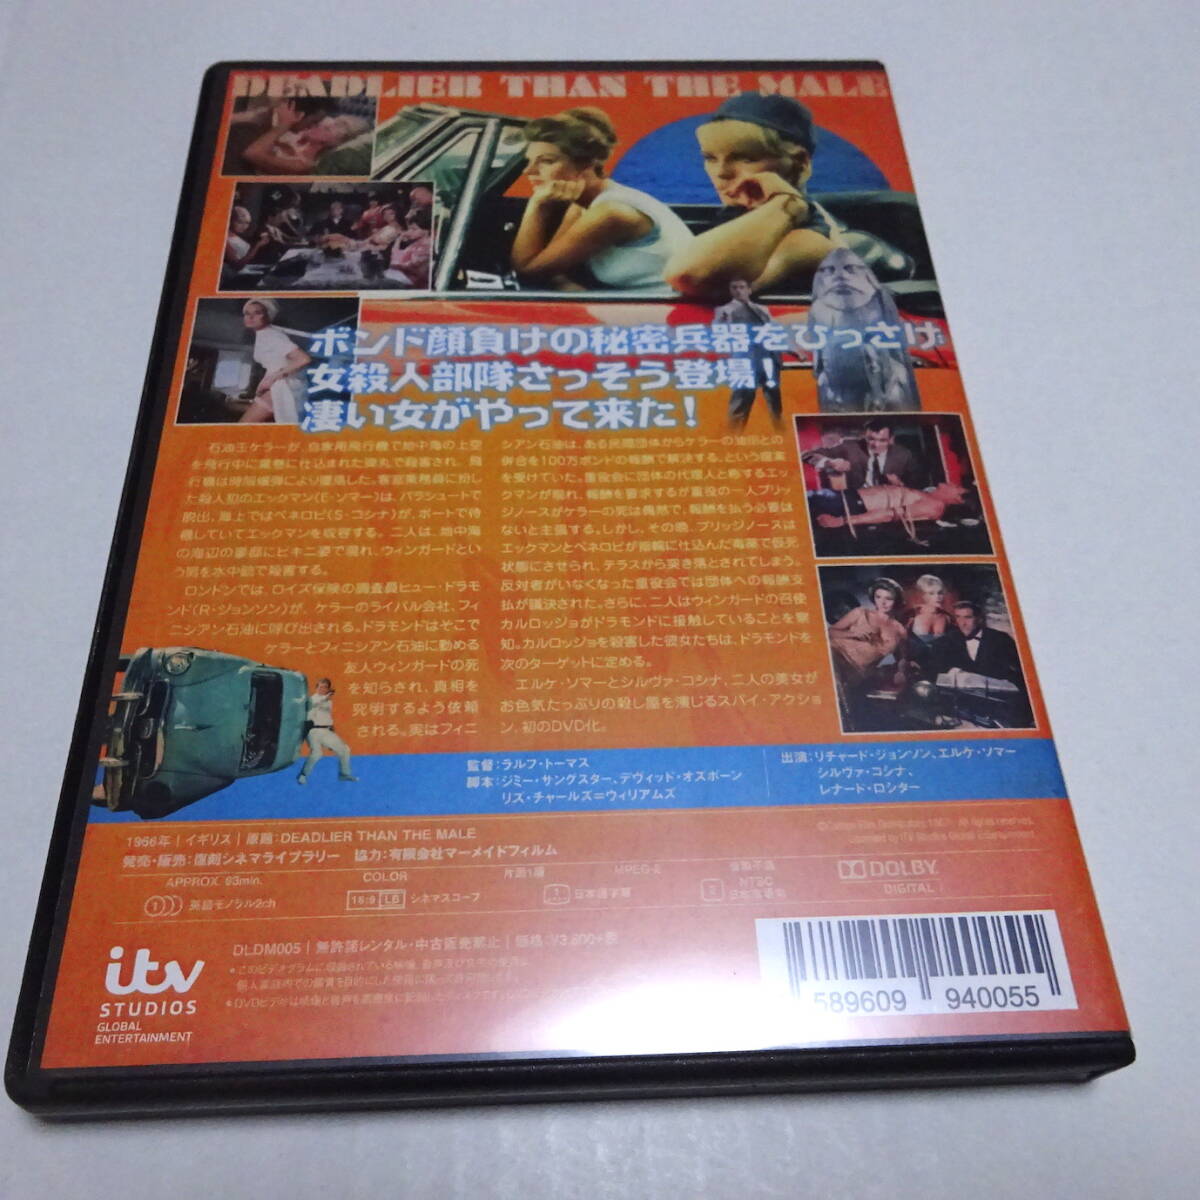 DEADLIER THAN THE MALE
ボンド顔負けの秘密兵器をひっさげ
女殺人部隊さっそう登場!
凄い女がやって来た!
石油王ケラーが、自家用飛行機で地中海の上空
を飛行中に葉巻に仕込まれた弾丸で殺害され、飛
行機は時限爆弾により墜落した。客室乗務員に扮し
た殺人犯のエックマン(E・ソマー)は、パラシュートで
脱出、海上ではペネロピ(S・コシナ)が、ボートで待
機していてエックマンを収容する。二人は、地中海
の海辺の豪邸にビキニ姿で現れ、ウィンガードとい
う男を水中銃で殺害する。
ロンドンでは、ロイズ保険の調査員ヒュー・ドラモ
ンド(R・ジョンソン)が、ケラーのライバル会社、フィ
ニシアン石油に呼び出される。ドラモンドはそこで
ケラーとフィニシアン石油に勤める
友人ウィンガードの死
を知らされ、真相を
究明するよう依頼
される。実はフィニ
シアン石油は、ある民間団体からケラーの油田との
併合を100万ポンドの報酬で解決する、という提案
を受けていた。重役会に団体の代理人と称するエッ
クマンが現れ、報酬を要求するが重役の一人ブリッ
ジノースがケラーの死は偶然で、報酬を払う必要は
ないと主張する。しかし、その晩、ブリッジノースは
エックマンとペネロピが指輪に仕込んだ毒薬で仮死
状態にさせられ、テラスから突き落とされてしまう。
反対者がいなくなった重役会では団体への報酬支
払が議決された。さらに、二人はウィンガードの召使
カルロッジョがドラモンドに接触していることを察
知。カルロッジョを殺害した彼女たちは、ドラモンドを
次のターゲットに定める。
エルケ・ソマーとシルヴァ・コシナ、二人の美女が
お色気たっぷりの殺し屋を演じるスパイ・アクショ
ン、初のDVD化。
監督:ラルフ・トーマス
脚本:ジミー・サングスター、デヴィッド・オズボーン
リズ・チャールズ=ウィリアムズ
出演:リチャード・ジョンソン、エルケ・ソマー
シルヴァ・コシナ、
レナード・ロシター
1966年 | イギリス | 原題:DEADLIER THAN THE MALE
発売・販売:復刻シネマライブラリー 協力:有限会社マーメイドフィルム
APPROX. 93min.
COLOR
片面1層
MPEG-2
複製不能
英語モノラル2ch
16:9 LB シネマスコープ
日本語字幕
2 NTSC
日本市場向
DOLBY
DIGITAL
DLDM005 | 無許諾レンタル・中古販売禁止 | 価格:¥3,800+税
itv
STUDIOS
GLOBAL
ENTERTAINMENT
589609 940055